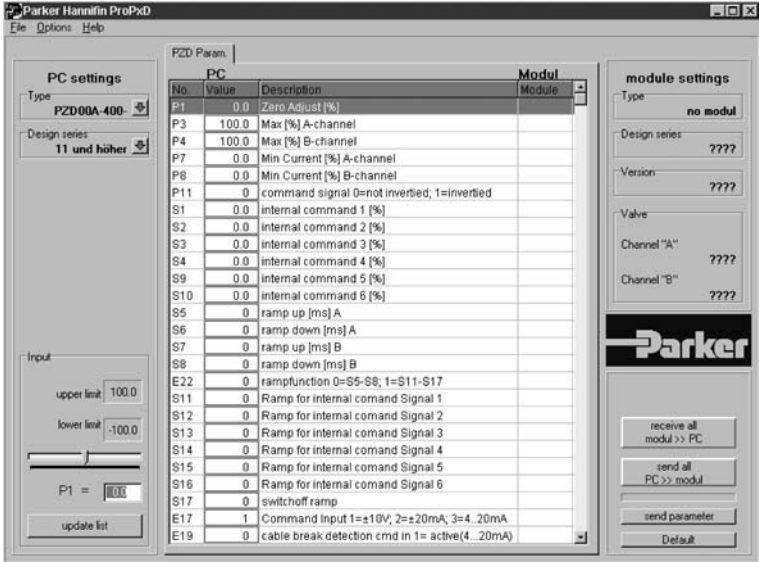 Parker Hannifin ProPxD
File Options Help
PZD Param.
PC settings
Type
PZD00A-400-
Design series
11 und höher
Input
upper limit 100.0
lower limit -100.0
P1 = 0.0
update list
PC Modul
No. Value Description Module
P1 0.0 Zero Adjust [%]
P3 100.0 Max [%] A-channel
P4 100.0 Max [%] B-channel
P7 0.0 Min Current [%] A-channel
P8 0.0 Min Current [%] B-channel
P11 0 command signal 0=not invertied; 1=invertied
S1 0.0 internal command 1 [%]
S2 0.0 internal command 2 [%]
S3 0.0 internal command 3 [%]
S4 0.0 internal command 4 [%]
S9 0.0 internal command 5 [%]
S10 0.0 internal command 6 [%]
S5 0 ramp up [ms] A
S6 0 ramp down [ms] A
S7 0 ramp up [ms] B
S8 0 ramp down [ms] B
E22 0 rampfunction 0=S5-S8; 1=S11-S17
S11 0 Ramp for internal comand Signal 1
S12 0 Ramp for internal comand Signal 2
S13 0 Ramp for internal comand Signal 3
S14 0 Ramp for internal comand Signal 4
S15 0 Ramp for internal comand Signal 5
S16 0 Ramp for internal comand Signal 6
S17 0 switchoff ramp
E17 1 Command Input 1=±10V; 2=±20mA; 3=4..20mA
E19 0 cable break detection cmd in 1= active(4...20mA)
module settings
Type
no modul
Design series
????
Version
????
Valve
Channel "A"
????
Channel "B"
????
Parker
receive all
modul >> PC
send all
PC >> modul
send parameter
Default